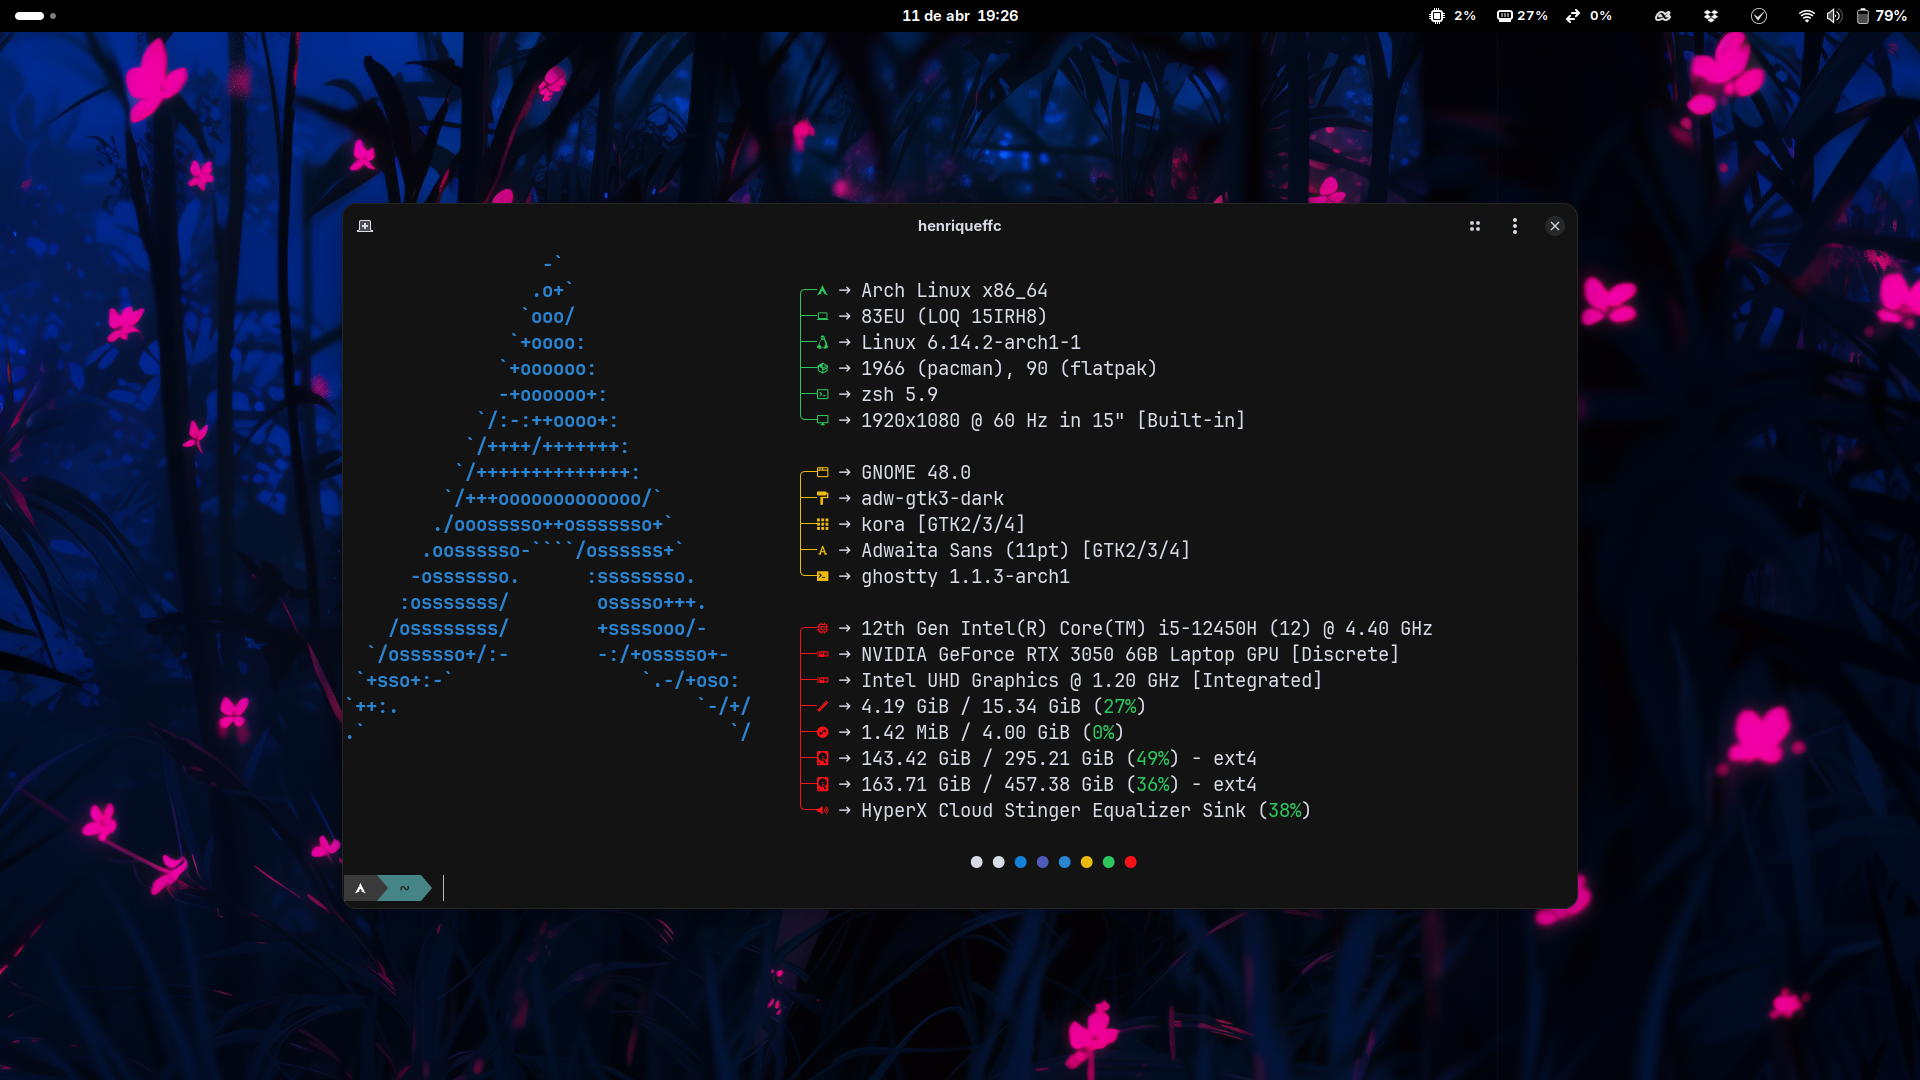 11 de abr 19:26
2% 27% 0% 79%
henriqueffc
-`
.o+`
`ooo/
`+oooo:
`+oooooo:
-+oooooo+:
`/:-:++oooo+:
`/++++/+++++++:
`/++++++++++++++:
`/+++ooooooooooooo/`
./ooosssso++osssssso+`
.oossssso-````/ossssss+`
-osssssso. :ssssssso.
:osssssss/ osssso+++.
/ossssssss/ +ssssooo/-
`/ossssso+/:- -:/+osssso+-
`+sso+:-` `.-/+oso:
`++:. `-/+/
.` `/
→ Arch Linux x86_64
→ 83EU (LOQ 15IRH8)
→ Linux 6.14.2-arch1-1
→ 1966 (pacman), 90 (flatpak)
→ zsh 5.9
→ 1920x1080 @ 60 Hz in 15" [Built-in]
→ GNOME 48.0
→ adw-gtk3-dark
→ kora [GTK2/3/4]
→ Adwaita Sans (11pt) [GTK2/3/4]
→ ghostty 1.1.3-arch1
→ 12th Gen Intel(R) Core(TM) i5-12450H (12) @ 4.40 GHz
→ NVIDIA GeForce RTX 3050 6GB Laptop GPU [Discrete]
→ Intel UHD Graphics @ 1.20 GHz [Integrated]
→ 4.19 GiB / 15.34 GiB (27%)
→ 1.42 MiB / 4.00 GiB (0%)
→ 143.42 GiB / 295.21 GiB (49%) - ext4
→ 163.71 GiB / 457.38 GiB (36%) - ext4
→ HyperX Cloud Stinger Equalizer Sink (38%)
~